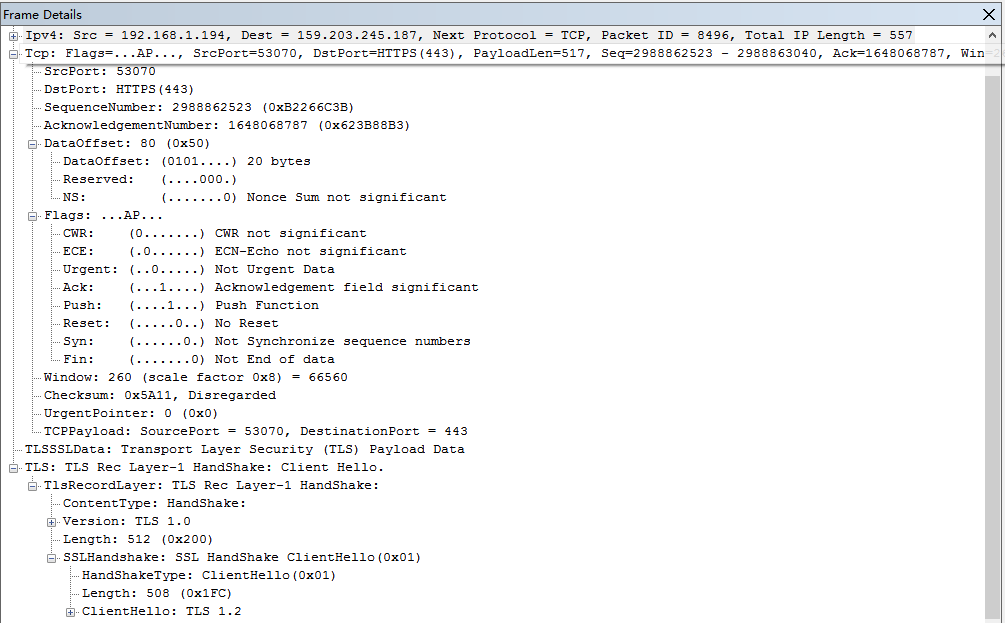 Frame Details
Ipv4: Src = 192.168.1.194, Dest = 159.203.245.187, Next Protocol = TCP, Packet ID = 8496, Total IP Length = 557
Tcp: Flags=...AP..., SrcPort=53070, DstPort=HTTPS(443), PayloadLen=517, Seq=2988862523 - 2988863040, Ack=1648068787, Win=
SrcPort: 53070
DstPort: HTTPS(443)
SequenceNumber: 2988862523 (0xB2266C3B)
AcknowledgementNumber: 1648068787 (0x623B88B3)
DataOffset: 80 (0x50)
DataOffset: (0101....) 20 bytes
Reserved: (....000.)
NS: (.......0) Nonce Sum not significant
Flags: ...AP...
CWR: (0.......) CWR not significant
ECE: (.0......) ECN-Echo not significant
Urgent: (..0.....) Not Urgent Data
Ack: (...1....) Acknowledgement field significant
Push: (....1...) Push Function
Reset: (.....0..) No Reset
Syn: (......0.) Not Synchronize sequence numbers
Fin: (.......0) Not End of data
Window: 260 (scale factor 0x8) = 66560
Checksum: 0x5A11, Disregarded
UrgentPointer: 0 (0x0)
TCPPayload: SourcePort = 53070, DestinationPort = 443
TLSSSLData: Transport Layer Security (TLS) Payload Data
TLS: TLS Rec Layer-1 HandShake: Client Hello.
TlsRecordLayer: TLS Rec Layer-1 HandShake:
ContentType: HandShake:
Version: TLS 1.0
Length: 512 (0x200)
SSLHandshake: SSL HandShake ClientHello(0x01)
HandShakeType: ClientHello(0x01)
Length: 508 (0x1FC)
ClientHello: TLS 1.2